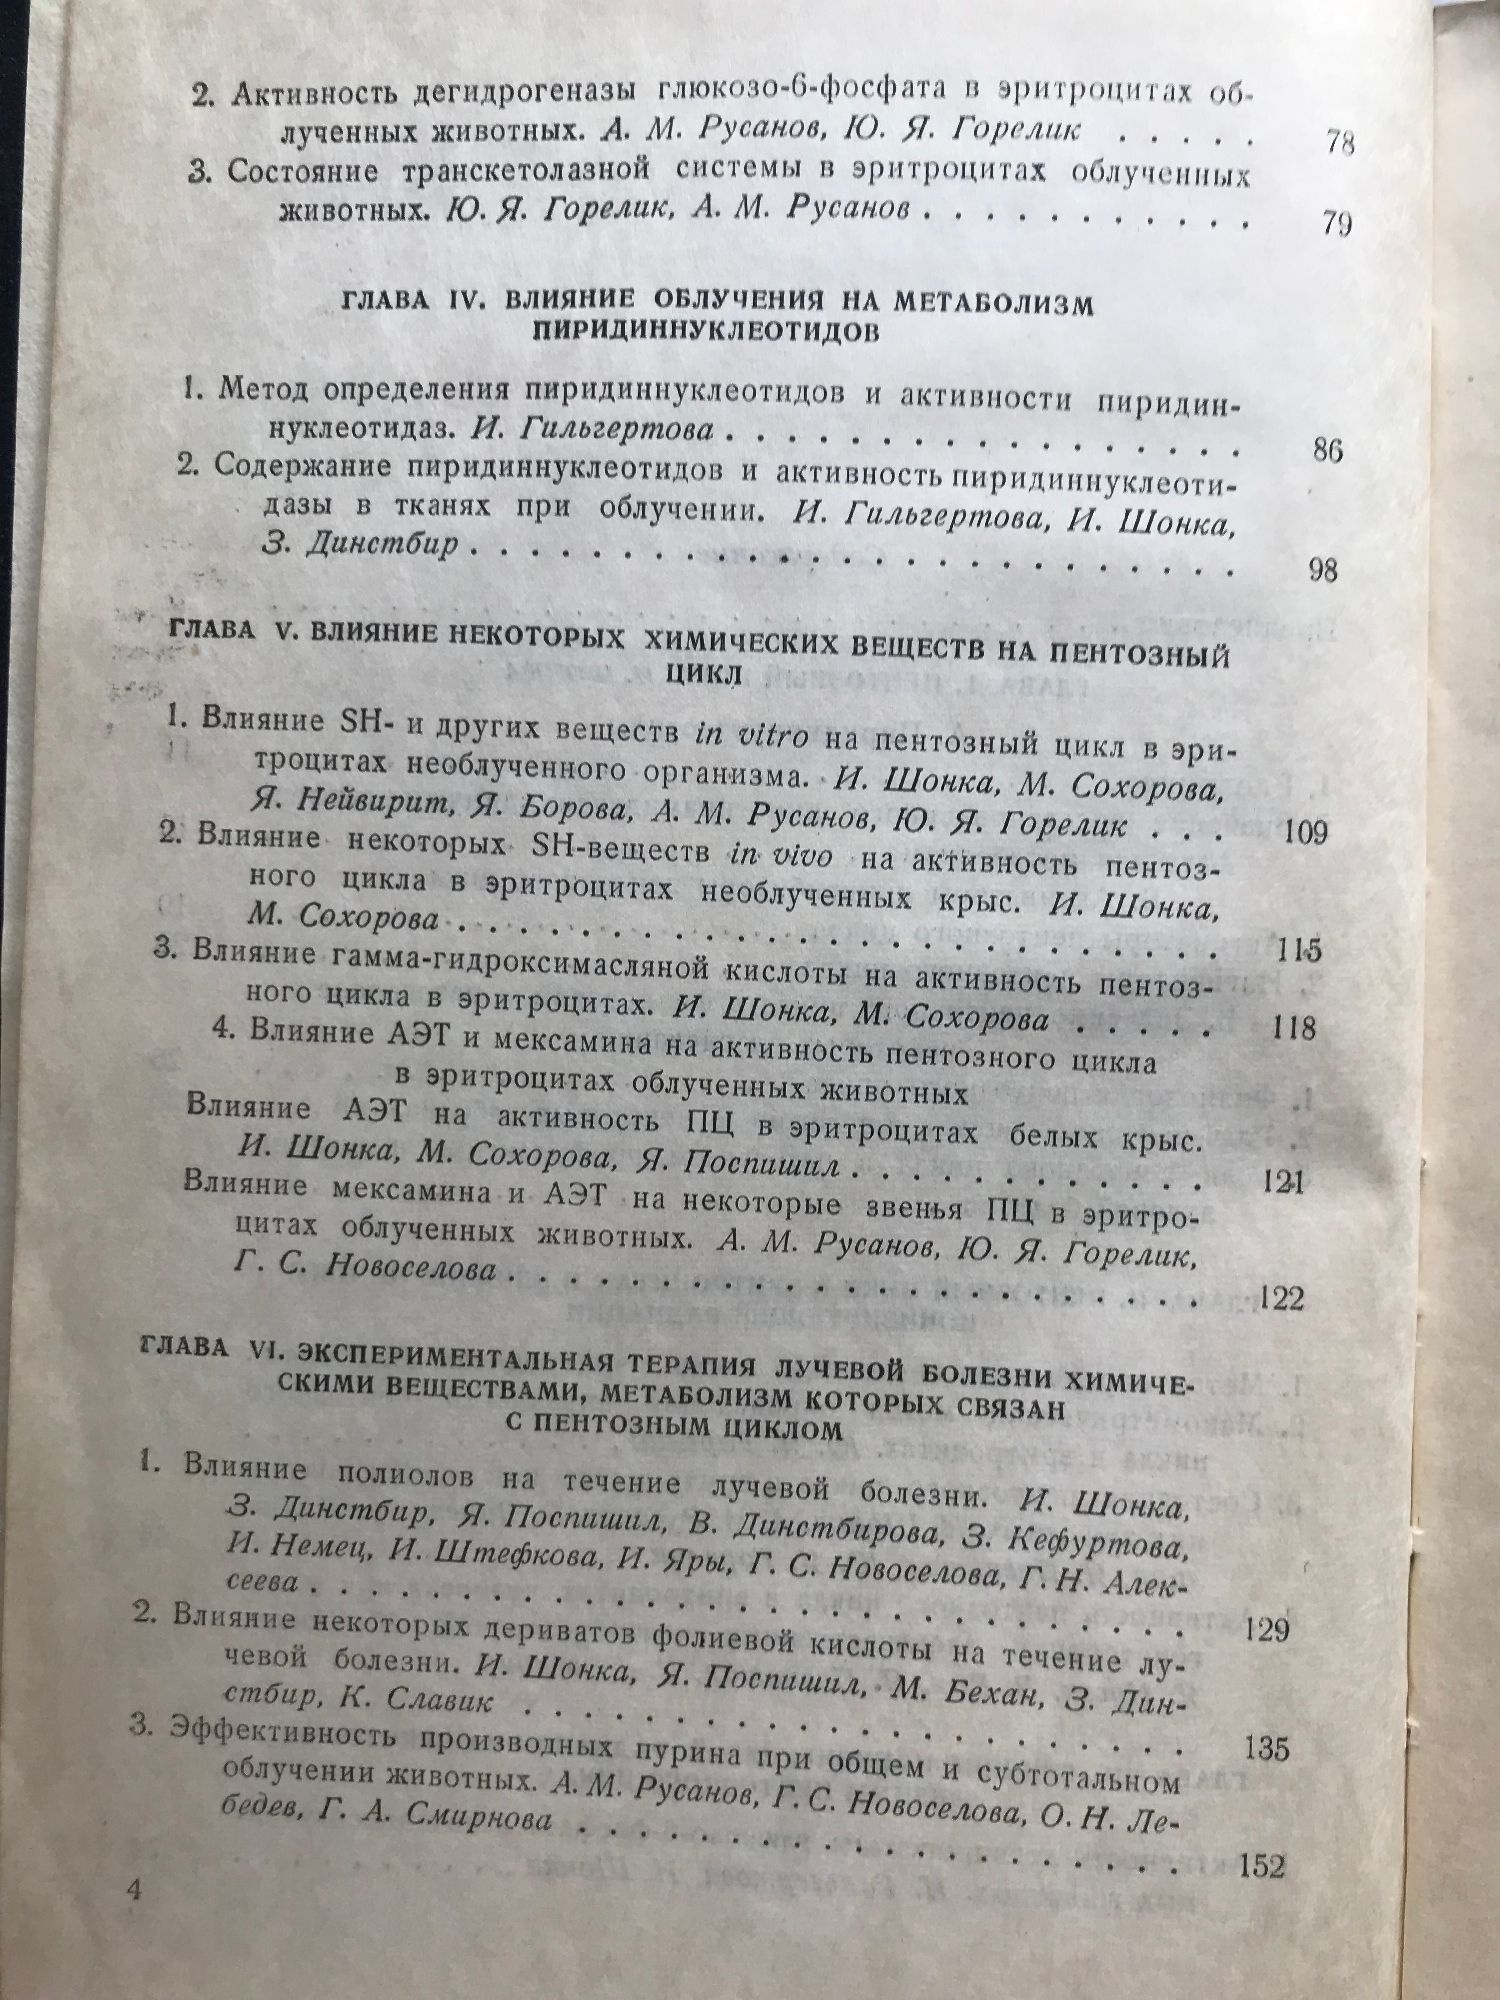 2. Активность дегидрогеназы глюкозо-6-фосфата в эритроцитах об-
лученных животных. А. М. Русанов, Ю. Я. Горелик . . . . . 78
3. Состояние транскетолазной системы в эритроцитах облученных
животных. Ю. Я. Горелик, А. М. Русанов . . . . . . . . . . . 79
ГЛАВА IV. ВЛИЯНИЕ ОБЛУЧЕНИЯ НА МЕТАБОЛИЗМ
ПИРИДИННУКЛЕОТИДОВ
1. Метод определения пиридиннуклеотидов и активности пиридин-
нуклеотидаз. И. Гильгертова . . . . . . . . . . . . . . . . . 86
2. Содержание пиридиннуклеотидов и активность пиридиннуклеоти-
дазы в тканях при облучении. И. Гильгертова, И. Шонка,
З. Динстбир . . . . . . . . . . . . . . . . . . . . . . . . . 98
ГЛАВА V. ВЛИЯНИЕ НЕКОТОРЫХ ХИМИЧЕСКИХ ВЕЩЕСТВ НА ПЕНТОЗНЫЙ
ЦИКЛ
1. Влияние SH- и других веществ in vitro на пентозный цикл в эри-
троцитах необлученного организма. И. Шонка, М. Сохорова,
Я. Нейвирит, Я. Борова, А. М. Русанов, Ю. Я. Горелик . . . 109
2. Влияние некоторых SH-веществ in vivo на активность пентоз-
ного цикла в эритроцитах необлученных крыс. И. Шонка,
М. Сохорова . . . . . . . . . . . . . . . . . . . . . . . . . 115
3. Влияние гамма-гидроксимасляной кислоты на активность пентоз-
ного цикла в эритроцитах. И. Шонка, М. Сохорова . . . . . 118
4. Влияние АЭТ и мексамина на активность пентозного цикла
в эритроцитах облученных животных
Влияние АЭТ на активность ПЦ в эритроцитах белых крыс.
И. Шонка, М. Сохорова, Я. Поспишил . . . . . . . . . . . . 121
Влияние мексамина и АЭТ на некоторые звенья ПЦ в эритро-
цитах облученных животных. А. М. Русанов, Ю. Я. Горелик,
Г. С. Новоселова . . . . . . . . . . . . . . . . . . . . . . . 122
ГЛАВА VI. ЭКСПЕРИМЕНТАЛЬНАЯ ТЕРАПИЯ ЛУЧЕВОЙ БОЛЕЗНИ ХИМИЧЕ-
СКИМИ ВЕЩЕСТВАМИ, МЕТАБОЛИЗМ КОТОРЫХ СВЯЗАН
С ПЕНТОЗНЫМ ЦИКЛОМ
1. Влияние полиолов на течение лучевой болезни. И. Шонка,
З. Динстбир, Я. Поспишил, В. Динстбирова, З. Кефуртова,
И. Немец, И. Штефкова, И. Яры, Г. С. Новоселова, Г. Н. Алек-
сеева . . . . . . . . . . . . . . . . . . . . . . . . . . . . 129
2. Влияние некоторых дериватов фолиевой кислоты на течение лу-
чевой болезни. И. Шонка, Я. Поспишил, М. Бехан, З. Дин-
стбир, К. Славик . . . . . . . . . . . . . . . . . . . . . . 135
3. Эффективность производных пурина при общем и субтотальном
облучении животных. А. М. Русанов, Г. С. Новоселова, О. Н. Ле-
бедев, Г. А. Смирнова . . . . . . . . . . . . . . . . . . . . 152
4